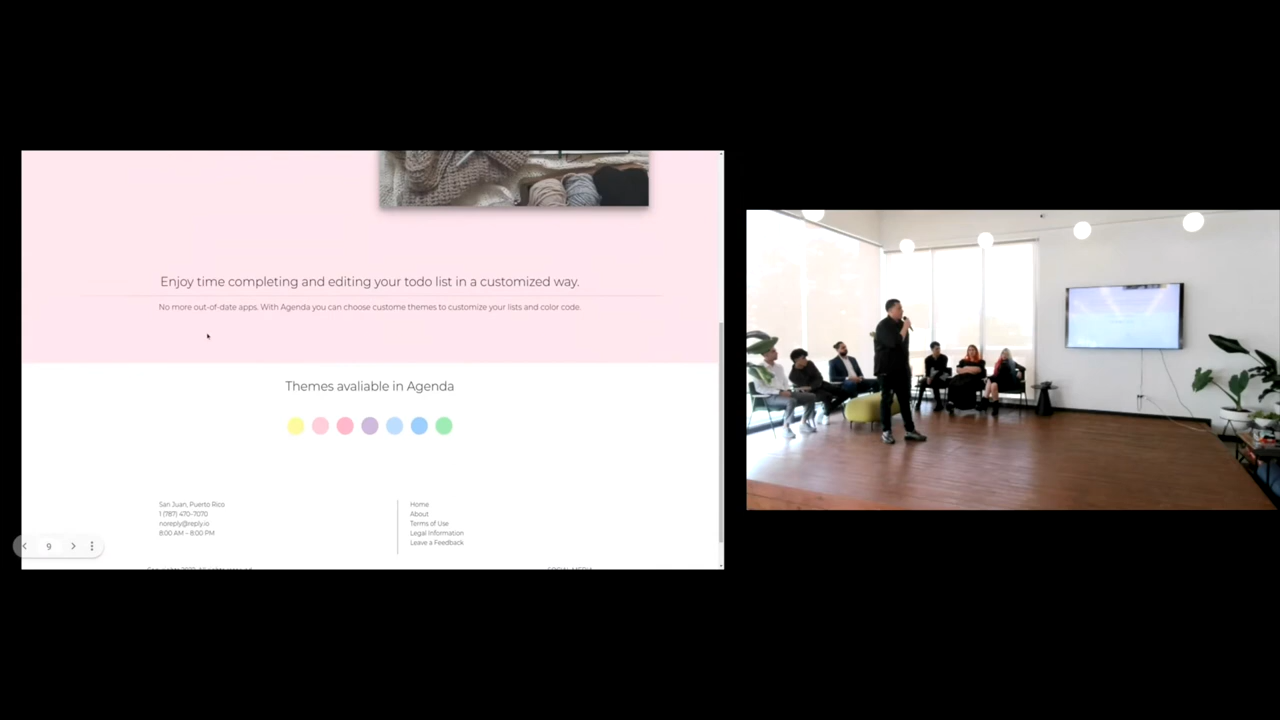 Enjoy time completing and editing your todo list in a customized way.
No more out-of-date apps. With Agenda you can choose custome themes to customize your lists and color code.
Themes avaliable in Agenda
San Juan, Puerto Rico
1 (787) 470-7070
noreply@reply.io
8:00 AM – 8:00 PM
Home
About
Terms of Use
Legal Information
Leave a Feedback
9